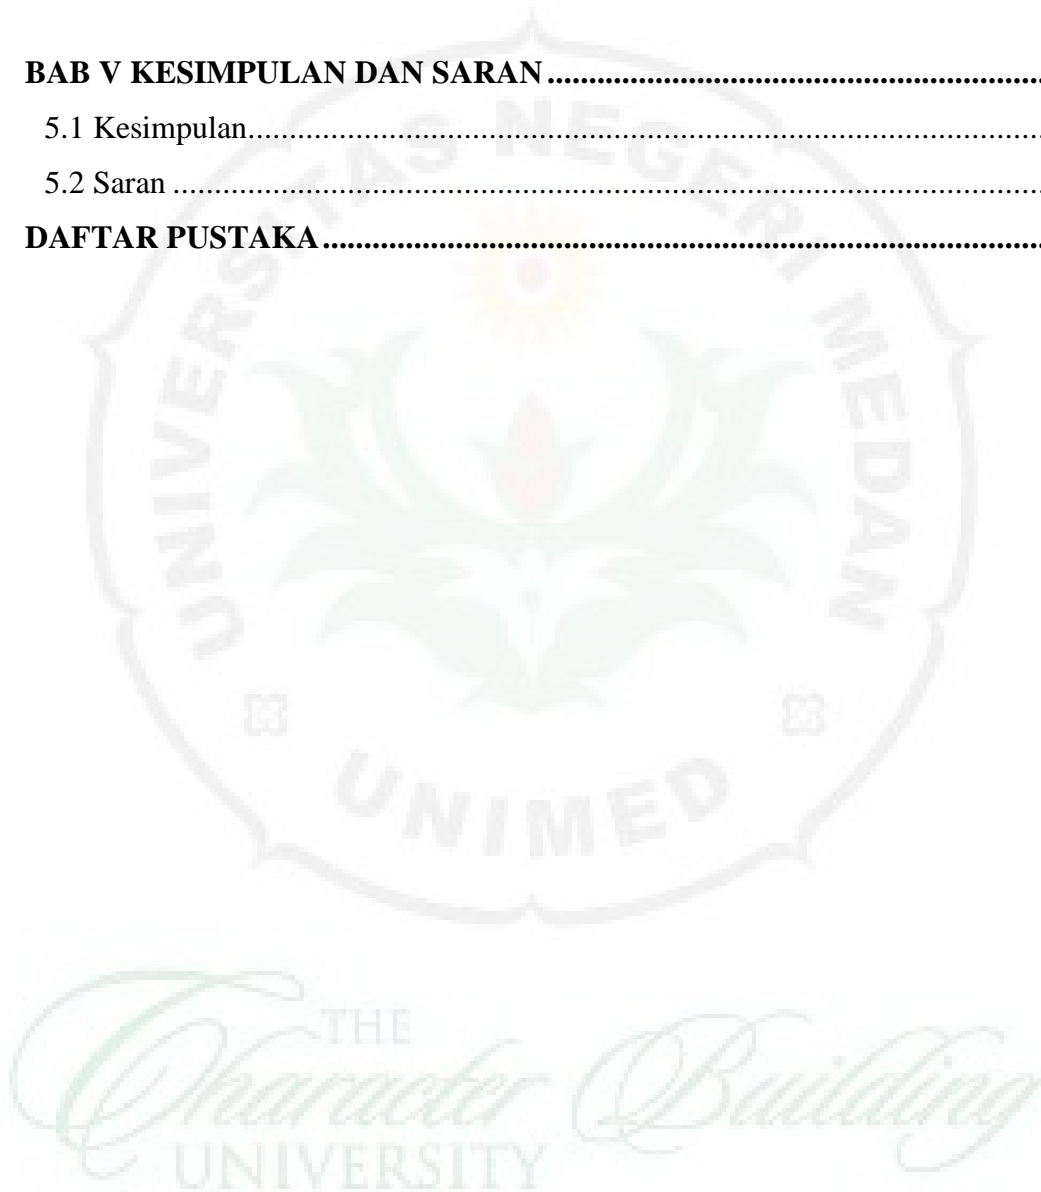 BAB V KESIMPULAN DAN SARAN................................................................
5.1 Kesimpulan................................................................................................
5.2 Saran .........................................................................................................
DAFTAR PUSTAKA.........................................................................................
UNIVERSITAS NEGERI MEDAN
UNIMED
THE
Character Building
UNIVERSITY